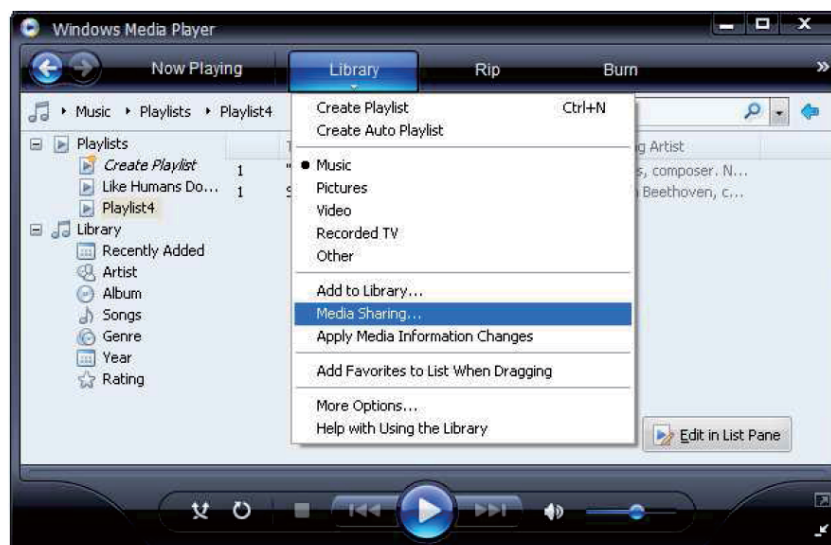 Windows Media Player
Now Playing
Library
Rip
Burn
»
Music ▸ Playlists ▸ Playlist4
Playlists
Create Playlist
Like Humans Do...
Playlist4
Library
Recently Added
Artist
Album
Songs
Genre
Year
Rating
1
1
Create Playlist Ctrl+N
Create Auto Playlist
Music
Pictures
Video
Recorded TV
Other
Add to Library...
Media Sharing...
Apply Media Information Changes
Add Favorites to List When Dragging
More Options...
Help with Using the Library
g Artist
s, composer. N...
Beethoven, c...
Edit in List Pane